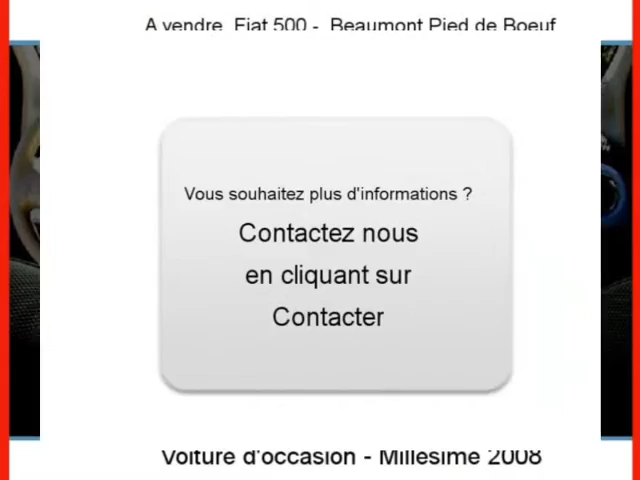 A vendre Fiat 500 - Beaumont Pied de Boeuf
Vous souhaitez plus d'informations ?
Contactez nous
en cliquant sur
Contacter
Voiture d'occasion - Millesime 2008